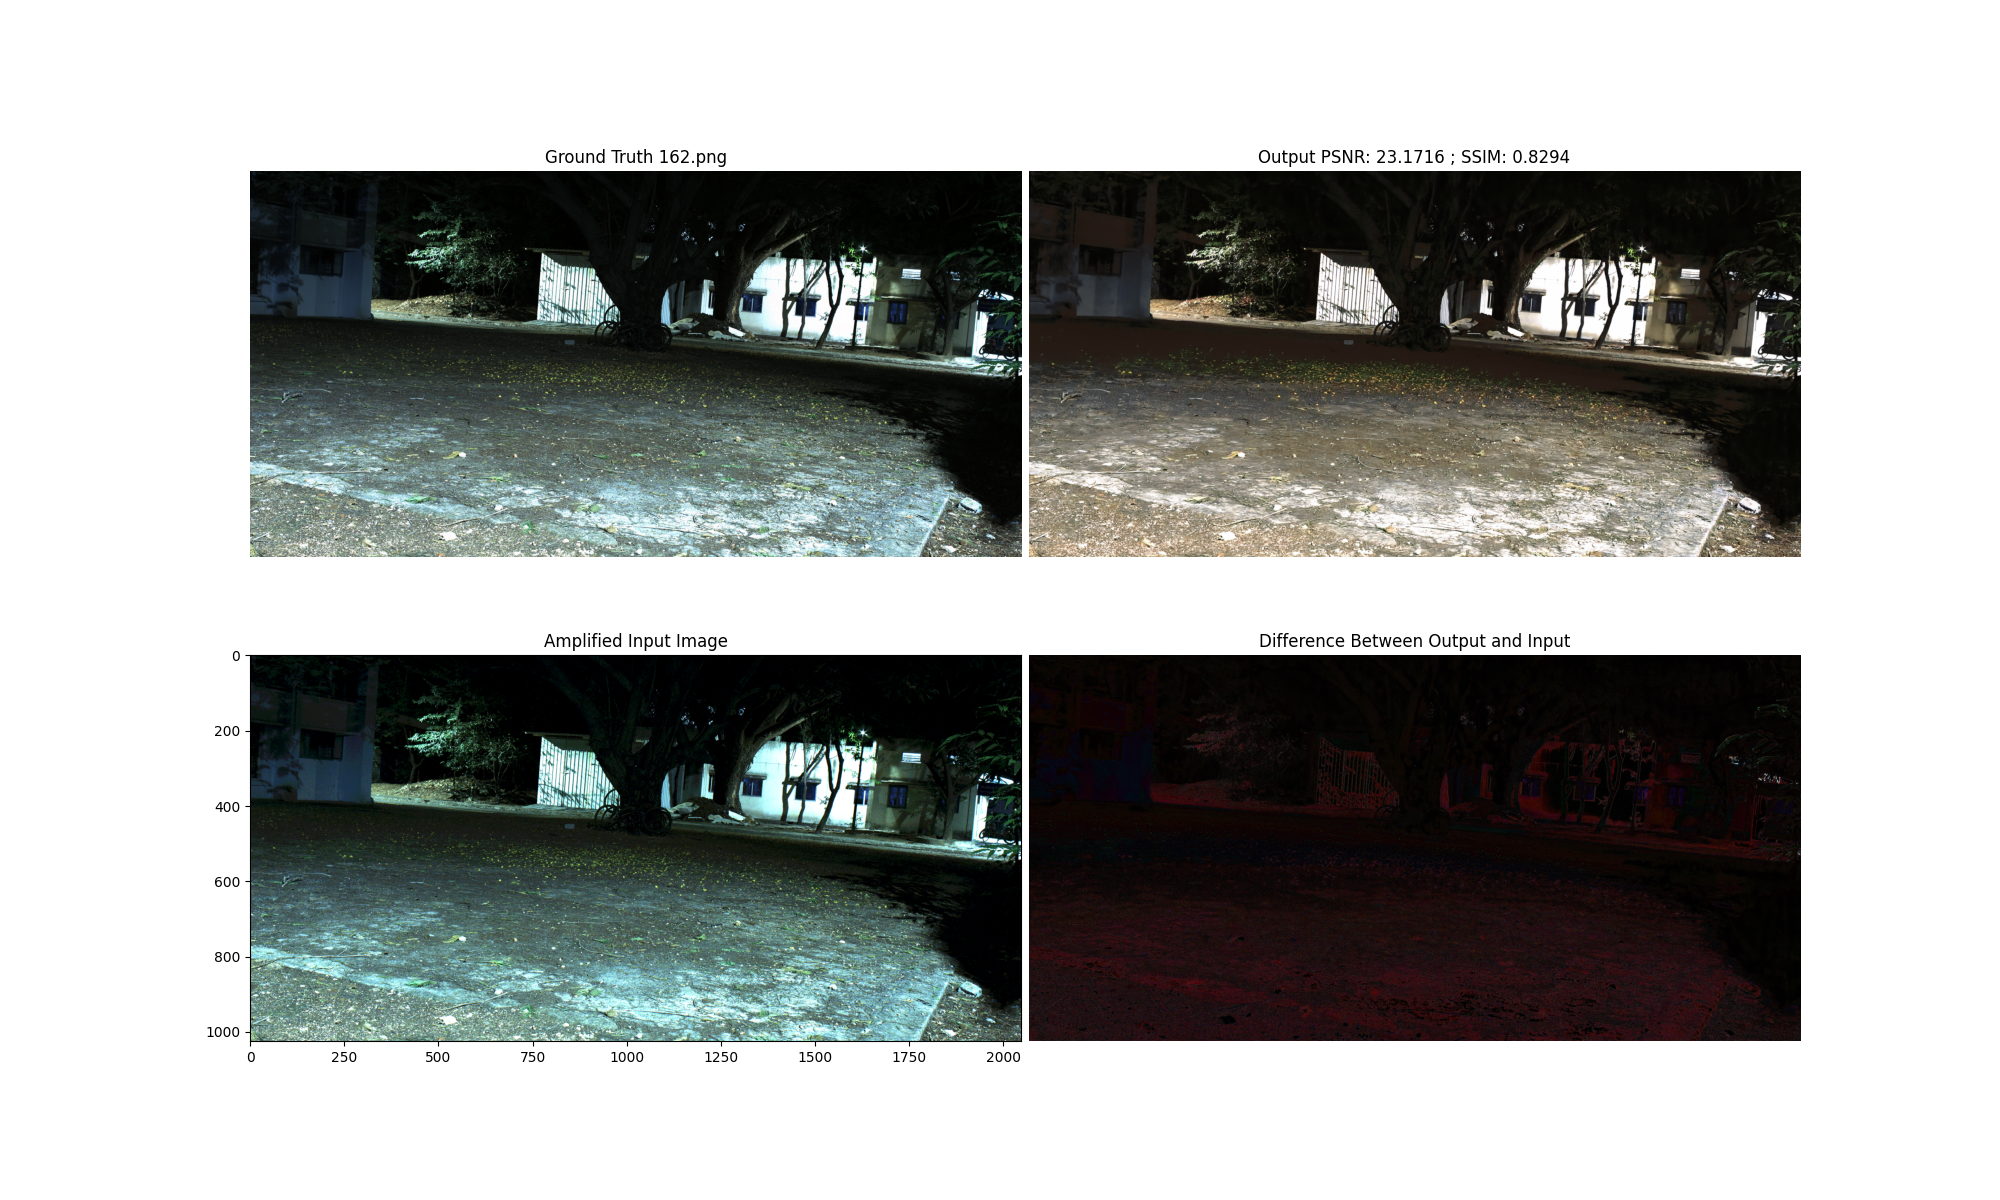 Ground Truth 162.png
Output PSNR: 23.1716 ; SSIM: 0.8294
Amplified Input Image
Difference Between Output and Input
0
200
400
600
800
1000
0 250 500 750 1000 1250 1500 1750 2000